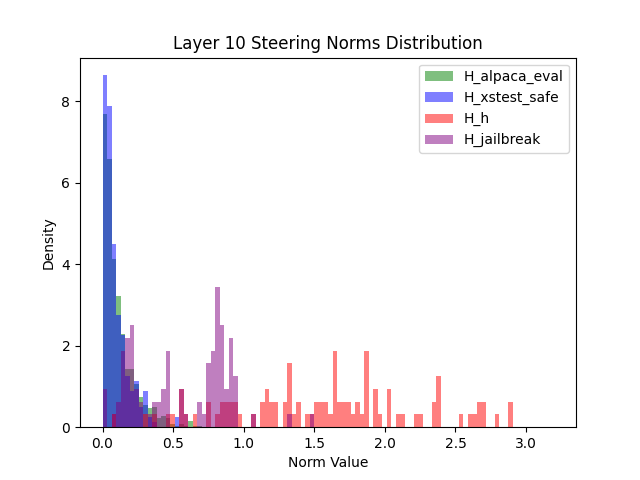 Layer 10 Steering Norms Distribution
H_alpaca_eval
H_xstest_safe
H_h
H_jailbreak
Density
8
6
4
2
0
0.0 0.5 1.0 1.5 2.0 2.5 3.0
Norm Value